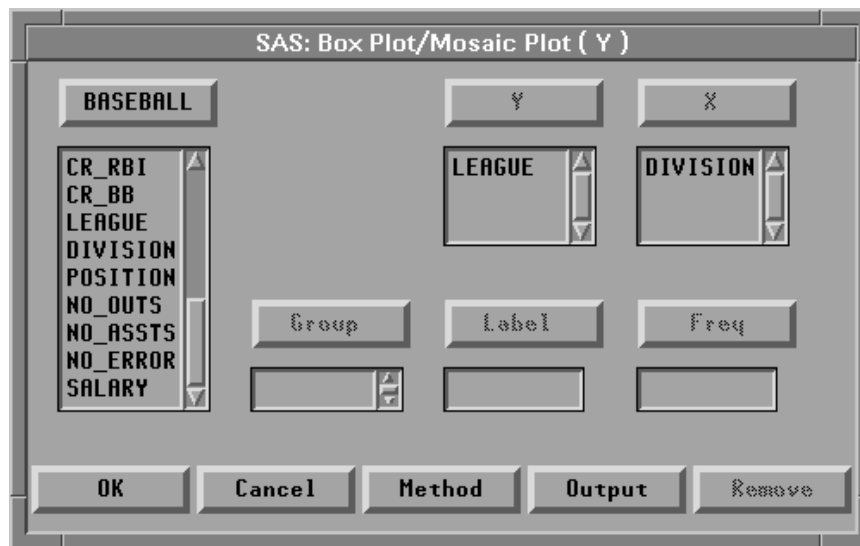 SAS: Box Plot/Mosaic Plot ( Y )
BASEBALL
Y
X
CR_RBI
CR_BB
LEAGUE
DIVISION
POSITION
NO_OUTS
NO_ASSTS
NO_ERROR
SALARY
LEAGUE
DIVISION
Group
Label
Freq
OK
Cancel
Method
Output
Remove